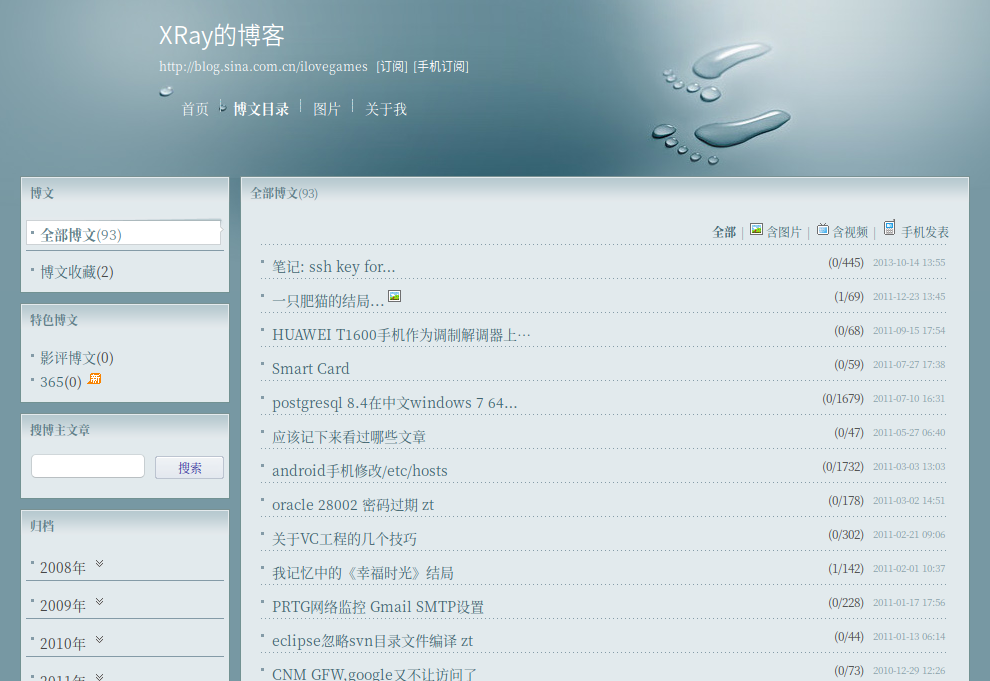 XRay的博客
http://blog.sina.com.cn/ilovegames [订阅] [手机订阅]
首页 博文目录 图片 关于我
博文
全部博文(93)
博文收藏(2)
特色博文
影评博文(0)
365(0) 新
搜博主文章
搜索
归档
2008年
2009年
2010年
2011年
全部博文(93)
全部 | 含图片 | 含视频 | 手机发表
笔记: ssh key for... (0/445) 2013-10-14 13:55
一只肥猫的结局... (1/69) 2011-12-23 13:45
HUAWEI T1600手机作为调制解调器上… (0/68) 2011-09-15 17:54
Smart Card (0/59) 2011-07-27 17:38
postgresql 8.4在中文windows 7 64... (0/1679) 2011-07-10 16:31
应该记下来看过哪些文章 (0/47) 2011-05-27 06:40
android手机修改/etc/hosts (0/1732) 2011-03-03 13:03
oracle 28002 密码过期 zt (0/178) 2011-03-02 14:51
关于VC工程的几个技巧 (0/302) 2011-02-21 09:06
我记忆中的《幸福时光》结局 (1/142) 2011-02-01 10:37
PRTG网络监控 Gmail SMTP设置 (0/228) 2011-01-17 17:56
eclipse忽略svn目录文件编译 zt (0/44) 2011-01-13 06:14
CNM GFW,google又不让访问了 (0/73) 2010-12-29 12:26